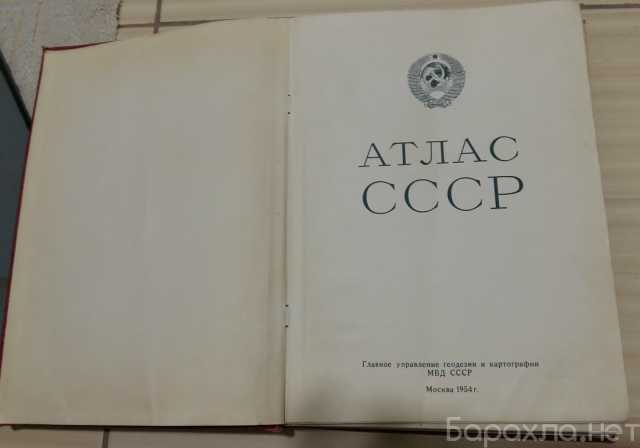 АТЛАС
СССР
Главное управление геодезии и картографии
МВД СССР
Москва 1954 г.
Барахла.нет